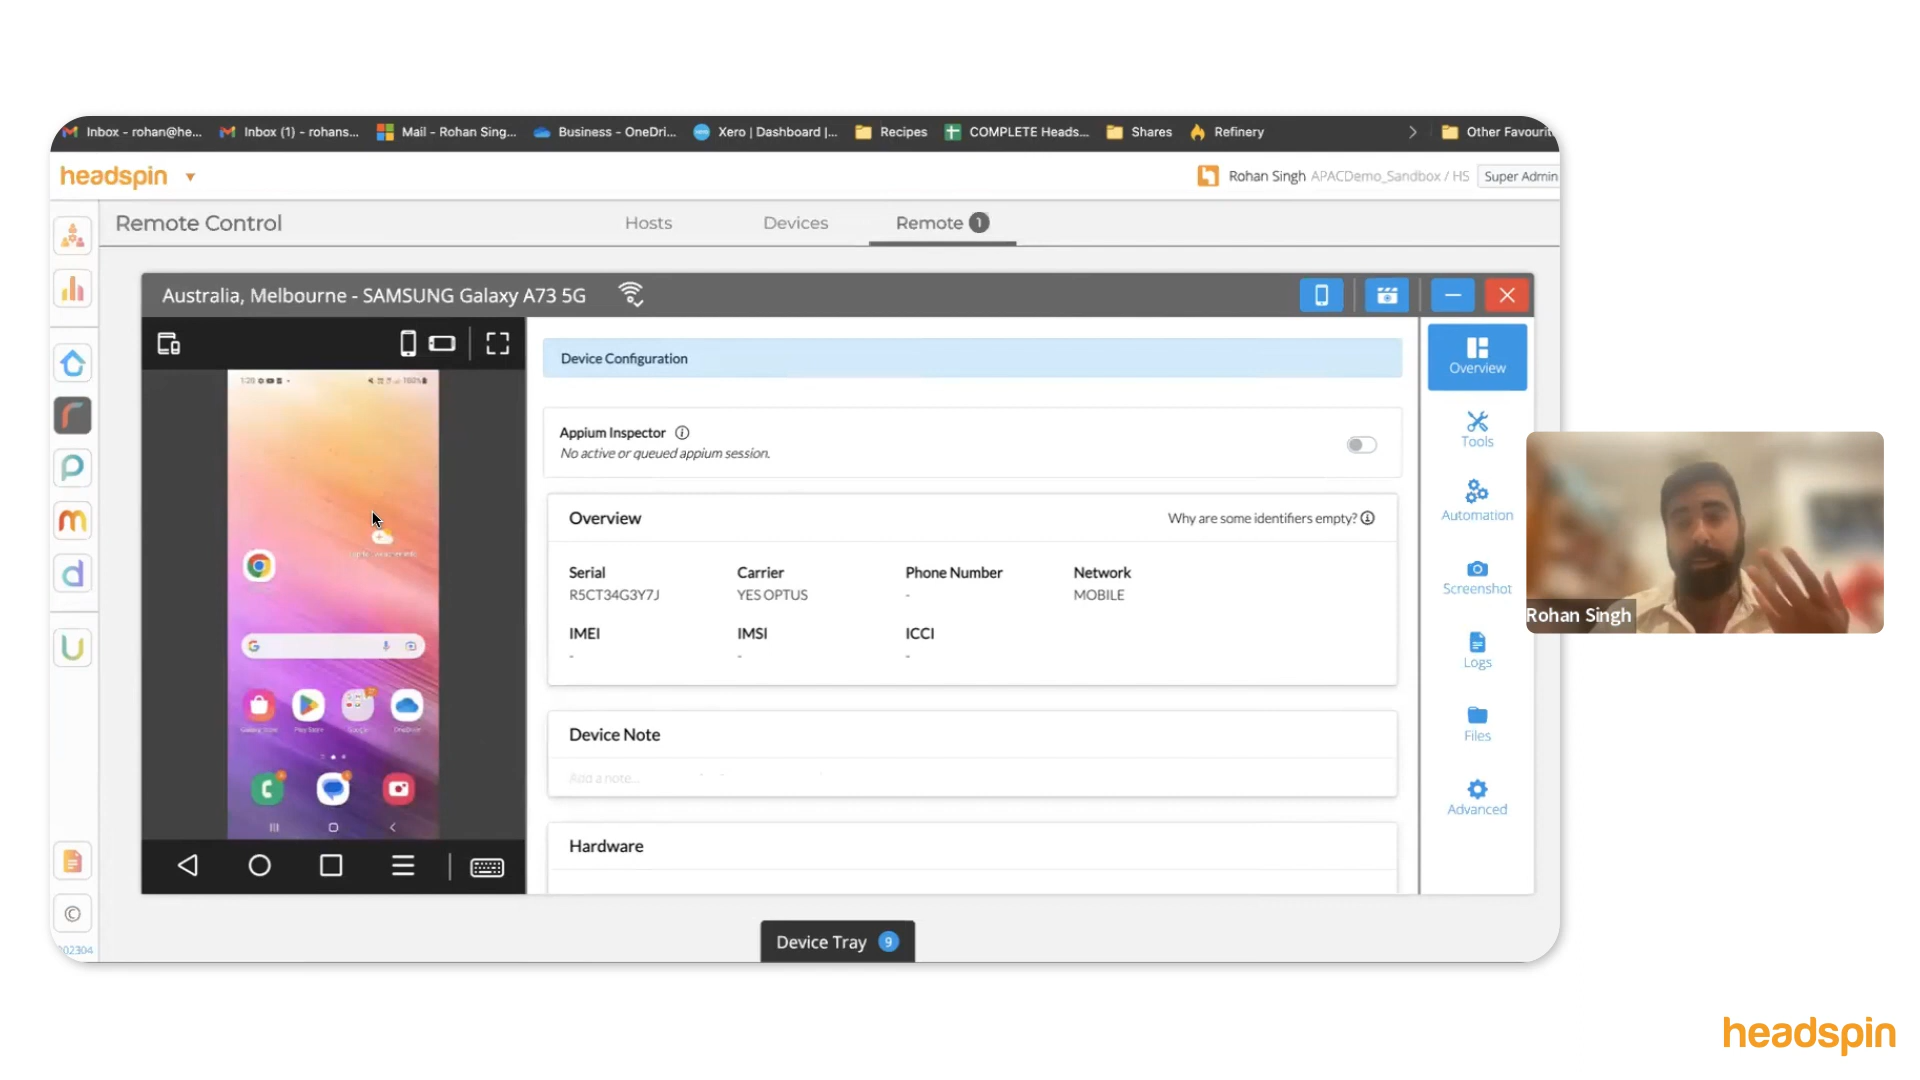 Inbox - rohan@he...
Inbox (1) - rohans...
Mail - Rohan Sing...
Business - OneDri...
Xero | Dashboard |...
Recipes
COMPLETE Heads...
Shares
Refinery
Other Favourit
headspin
Rohan Singh APACDemo_Sandbox / HS
Super Admin
Remote Control
Hosts
Devices
Remote 1
Australia, Melbourne - SAMSUNG Galaxy A73 5G
Device Configuration
Appium Inspector
No active or queued appium session.
Overview
Why are some identifiers empty?
Serial
Carrier
Phone Number
Network
R5CT34G3Y7J
YES OPTUS
-
MOBILE
IMEI
IMSI
ICCI
-
-
-
Device Note
Add a note...
Hardware
Overview
Tools
Automation
Screenshot
Logs
Files
Advanced
Play Store
Rohan Singh
Device Tray 9
headspin